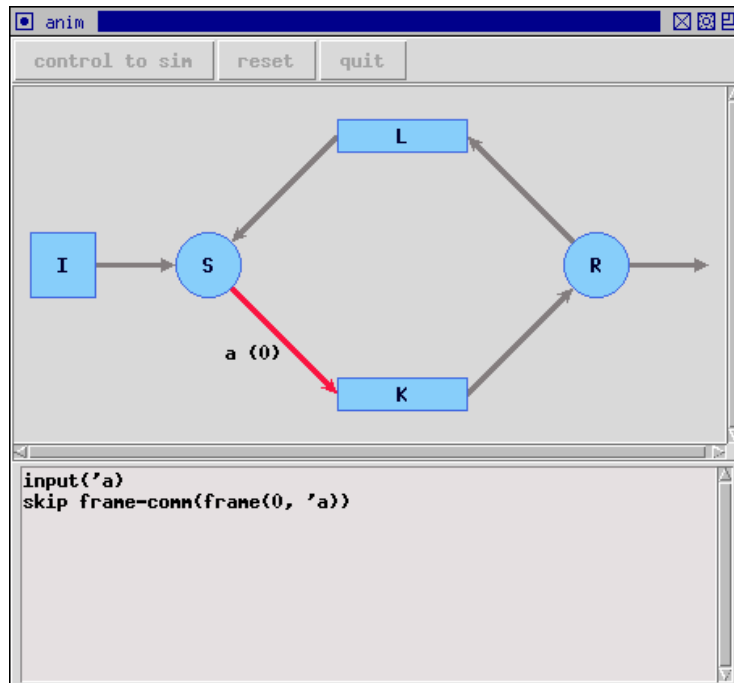 anim
control to sim reset quit
L
I
S
R
a (0)
K
input('a)
skip frame-comm(frame(0, 'a))